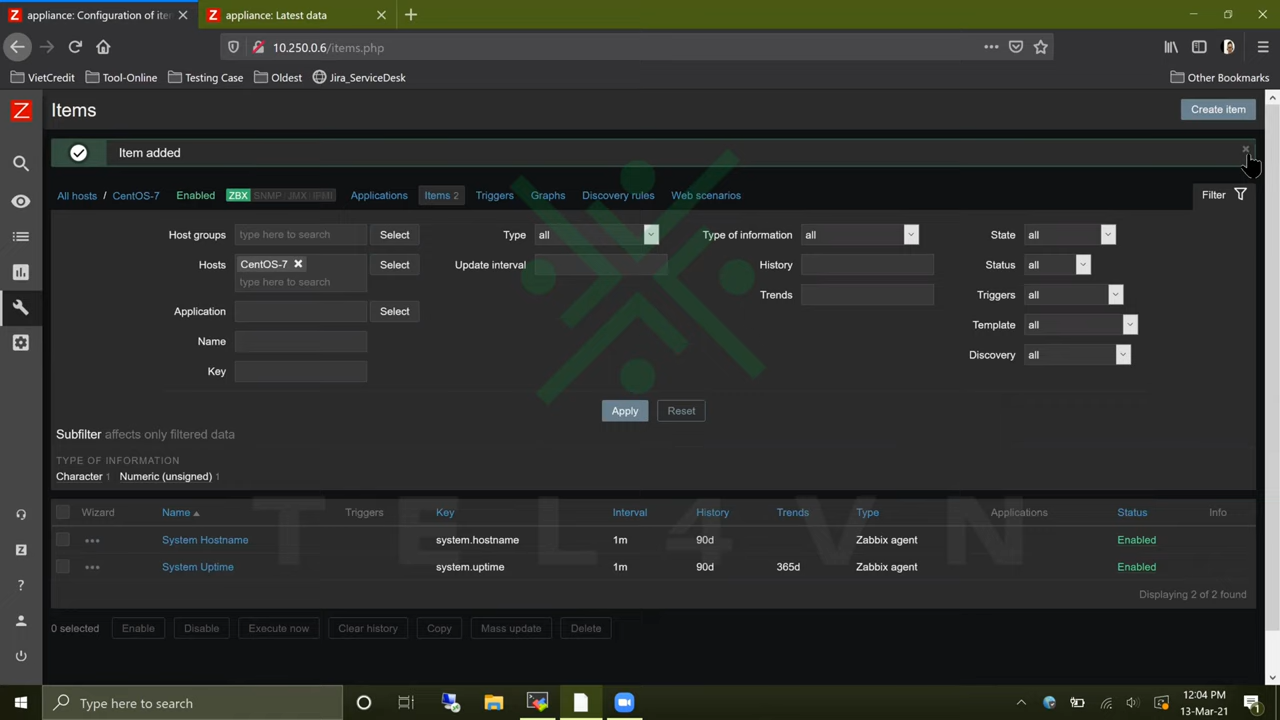 appliance: Configuration of ite
appliance: Latest data
10.250.0.6/items.php
VietCredit
Tool-Online
Testing Case
Oldest
Jira_ServiceDesk
Other Bookmarks
Z
Items
Create item
Item added
All hosts / CentOS-7 Enabled ZBX SNMP JMX IPMI Applications Items 2 Triggers Graphs Discovery rules Web scenarios Filter
Host groups type here to search Select Type all Type of information all State all
Hosts CentOS-7 type here to search Select Update interval History Status all
Trends Triggers all
Application Select
Template all
Name
Discovery all
Key
Apply Reset
Subfilter affects only filtered data
TYPE OF INFORMATION
Character 1 Numeric (unsigned) 1
Wizard Name Triggers Key Interval History Trends Type Applications Status Info
System Hostname system.hostname 1m 90d Zabbix agent Enabled
System Uptime system.uptime 1m 90d 365d Zabbix agent Enabled
TEL4VN
Displaying 2 of 2 found
0 selected Enable Disable Execute now Clear history Copy Mass update Delete
Type here to search
12:04 PM
13-Mar-21